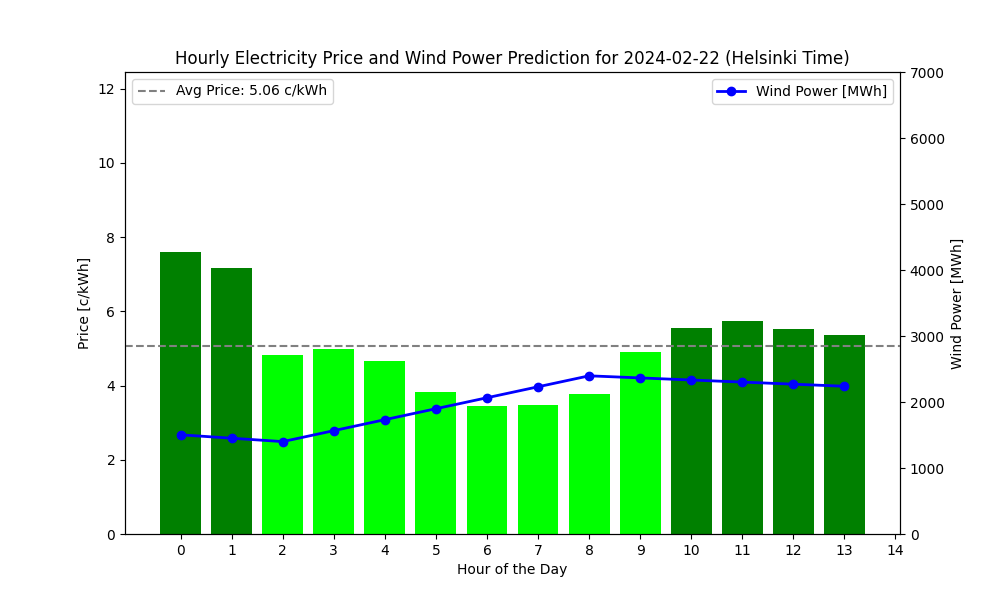 Hourly Electricity Price and Wind Power Prediction for 2024-02-22 (Helsinki Time)
Avg Price: 5.06 c/kWh
Wind Power [MWh]
12
10
8
6
4
2
0
Price [c/kWh]
7000
6000
5000
4000
3000
2000
1000
0
Wind Power [MWh]
0 1 2 3 4 5 6 7 8 9 10 11 12 13 14
Hour of the Day